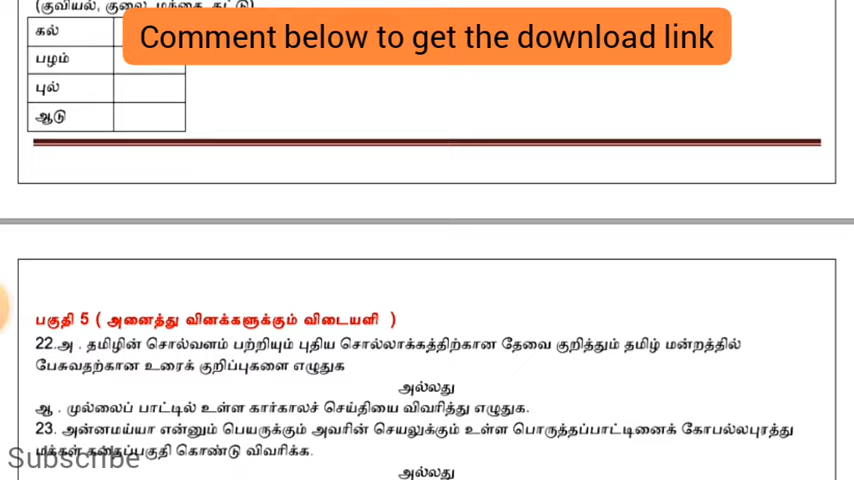 (குவியல், குலை, மந்தை, கட்டு)
Comment below to get the download link
கல்
பழம்
புல்
ஆடு
பகுதி 5 ( அனைத்து வினக்களுக்கும் விடையளி )
22.அ . தமிழின் சொல்வளம் பற்றியும் புதிய சொல்லாக்கத்திற்கான தேவை குறித்தும் தமிழ் மன்றத்தில்
பேசுவதற்கான உரைக் குறிப்புகளை எழுதுக
அல்லது
ஆ . முல்லைப் பாட்டில் உள்ள கார்காலச் செய்தியை விவரித்து எழுதுக.
23. அன்னமய்யா என்னும் பெயருக்கும் அவரின் செயலுக்கும் உள்ள பொருத்தப்பாட்டினைக் கோபல்லபுரத்து
மக்கள் கதைப்பகுதி கொண்டு விவரிக்க.
Subscribe
அல்லது